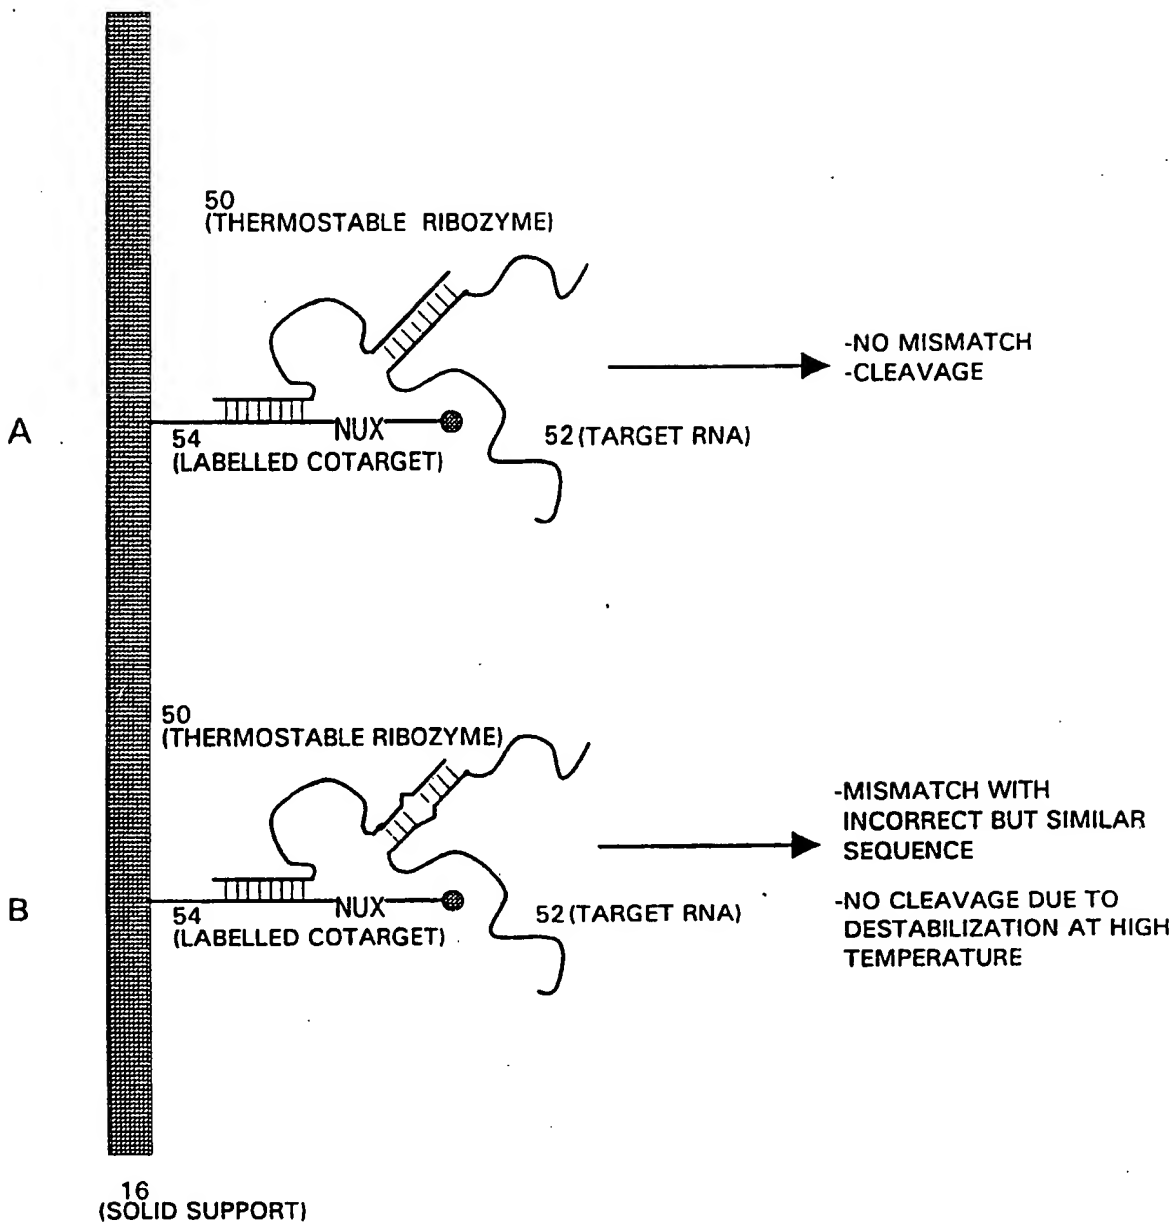 50
(THERMOSTABLE RIBOZYME)
-NO MISMATCH
-CLEAVAGE
A
NUX
54
(LABELLED COTARGET)
52 (TARGET RNA)
50
(THERMOSTABLE RIBOZYME)
-MISMATCH WITH
INCORRECT BUT SIMILAR
SEQUENCE
B
NUX
54
(LABELLED COTARGET)
52 (TARGET RNA)
-NO CLEAVAGE DUE TO
DESTABILIZATION AT HIGH
TEMPERATURE
16
(SOLID SUPPORT)